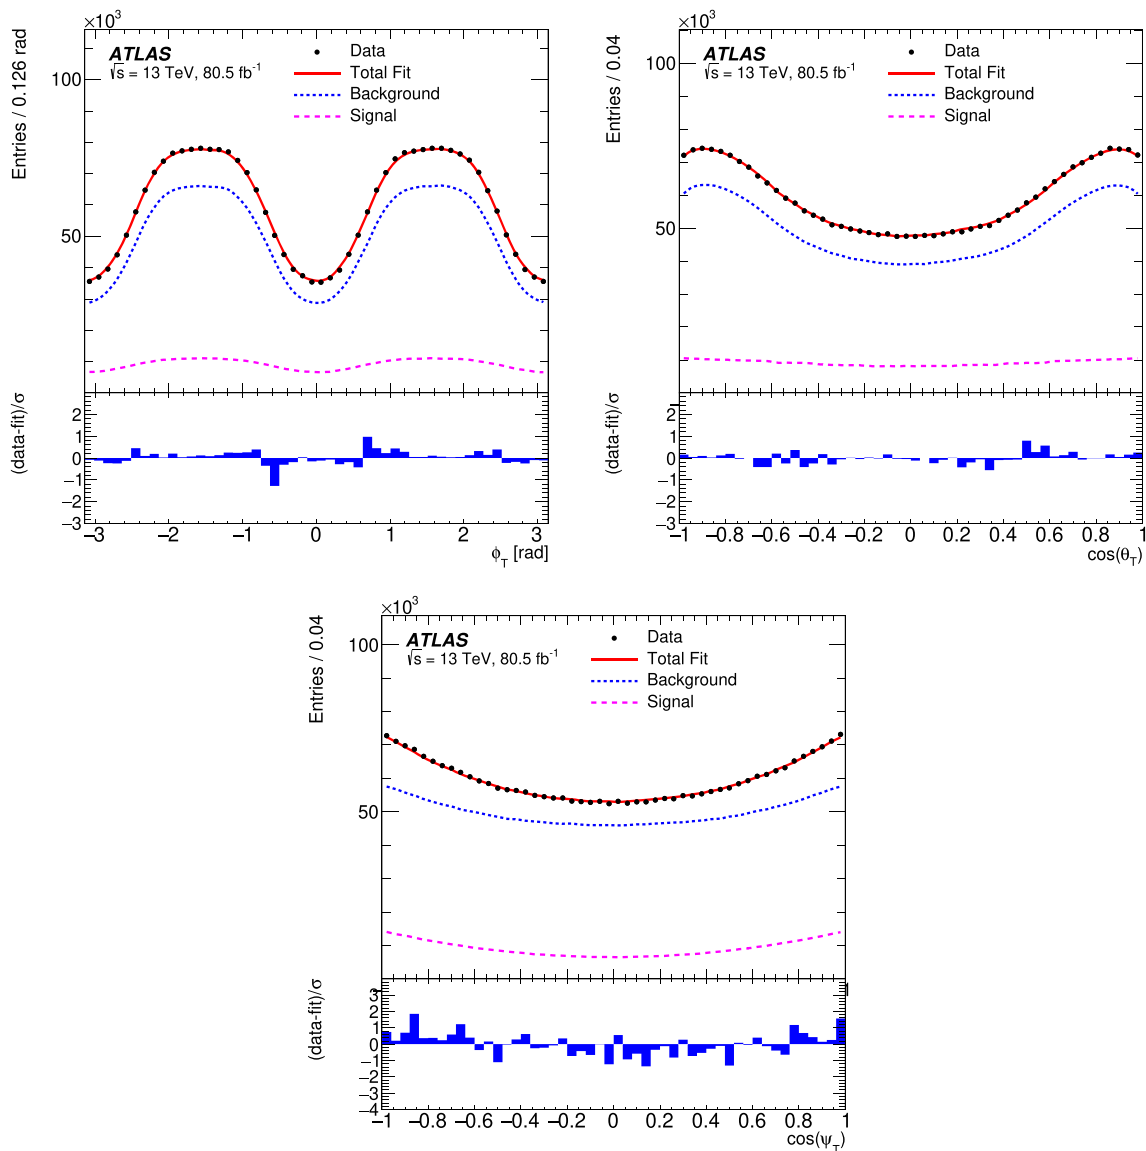 ×10³
Entries / 0.126 rad
100
50
ATLAS
√s = 13 TeV, 80.5 fb⁻¹
Data
Total Fit
Background
Signal
(data-fit)/σ
2
1
0
−1
−2
−3
−3 −2 −1 0 1 2 3
ϕ_T [rad]
×10³
Entries / 0.04
100
50
ATLAS
√s = 13 TeV, 80.5 fb⁻¹
Data
Total Fit
Background
Signal
(data-fit)/σ
2
1
0
−1
−2
−3
−1 −0.8 −0.6 −0.4 −0.2 0 0.2 0.4 0.6 0.8 1
cos(θ_T)
×10³
Entries / 0.04
100
50
ATLAS
√s = 13 TeV, 80.5 fb⁻¹
Data
Total Fit
Background
Signal
(data-fit)/σ
3
2
1
0
−1
−2
−3
−4
−1 −0.8 −0.6 −0.4 −0.2 0 0.2 0.4 0.6 0.8 1
cos(ψ_T)